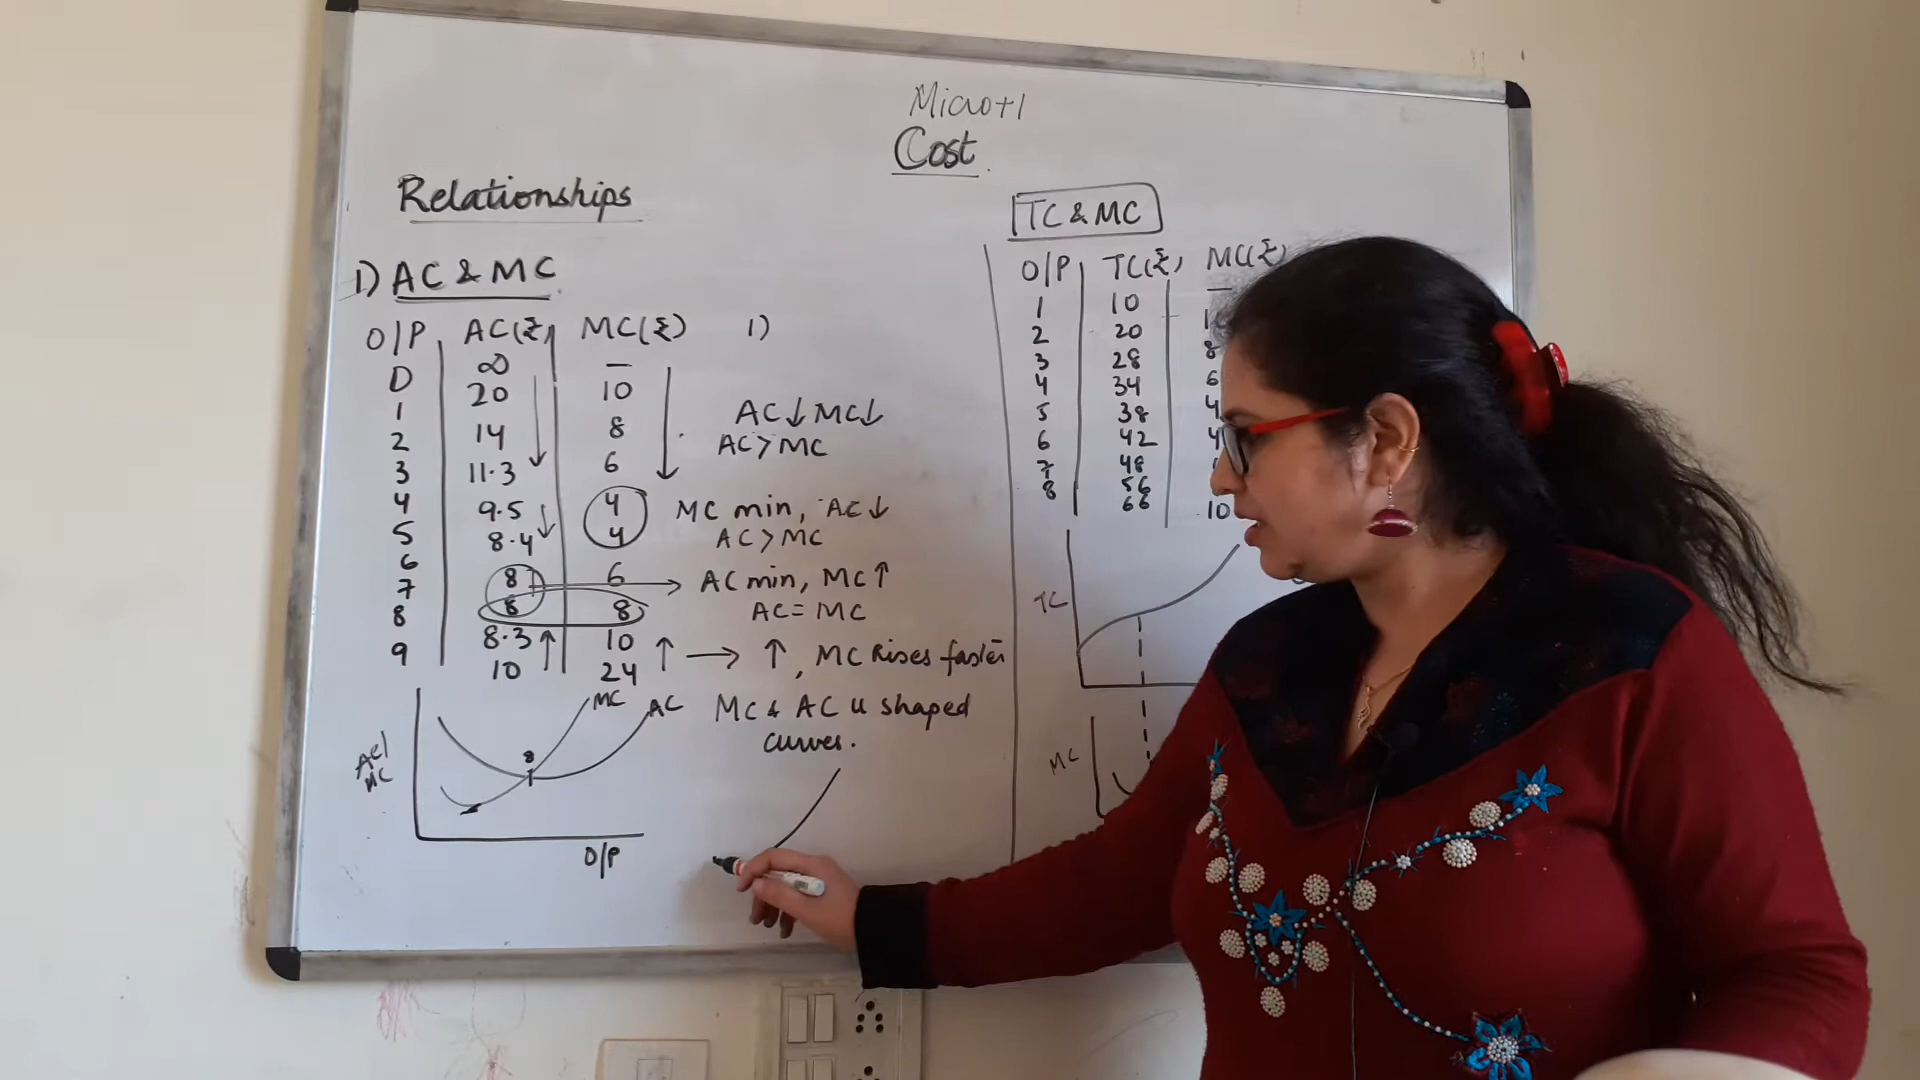 Micro+1
Cost
Relationships
1) AC & MC
O/P AC(₹) MC(₹) 1)
0 ∞ —
1 20 10
2 14 8
3 11.3 6
4 9.5 4
5 8.4 4
6 8 6
7 8 8
8 8.3 10
9 10 24
AC↓ MC↓
AC > MC
MC min, AC↓
AC > MC
AC min, MC↑
AC = MC
↑ → ↑, MC Rises faster
MC & AC U shaped
curves.
AC/
MC
MC
AC
8
O/P
TC & MC
O/P TC(₹) MC(₹)
1 10 —
2 20
3 28 8
4 34 6
5 38 4
6 42 4
7 48
8 56
66 10
TC
MC